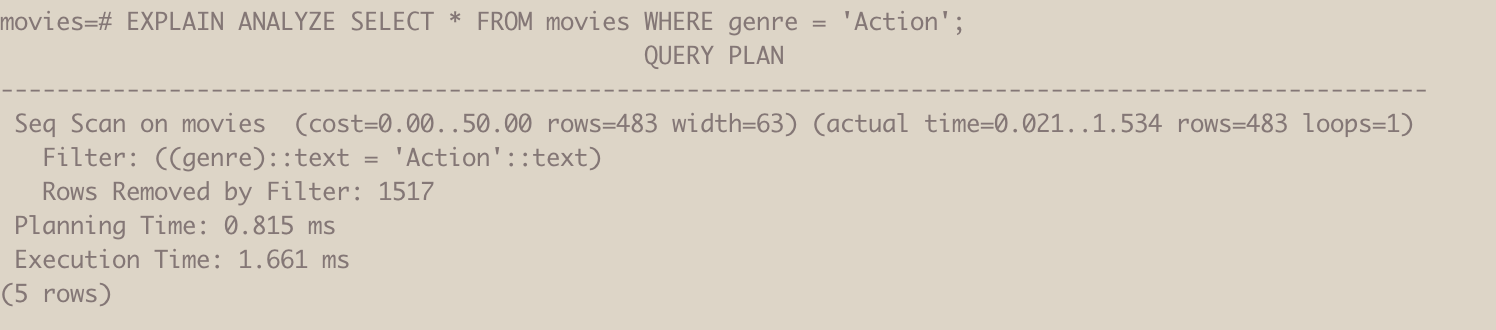 movies=# EXPLAIN ANALYZE SELECT * FROM movies WHERE genre = 'Action';
QUERY PLAN
------------------------------------------------------------------------------------------------------
Seq Scan on movies  (cost=0.00..50.00 rows=483 width=63) (actual time=0.021..1.534 rows=483 loops=1)
Filter: ((genre)::text = 'Action'::text)
Rows Removed by Filter: 1517
Planning Time: 0.815 ms
Execution Time: 1.661 ms
(5 rows)